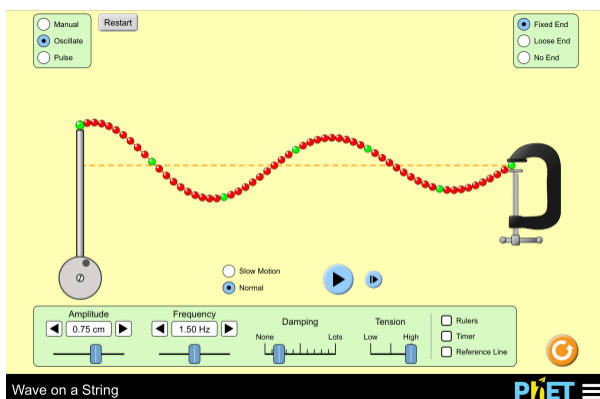 Manual
Oscillate
Pulse
Restart
Fixed End
Loose End
No End
Slow Motion
Normal
Amplitude
0.75 cm
Frequency
1.50 Hz
Damping
None
Lots
Tension
Low
High
Rulers
Timer
Reference Line
Wave on a String
PhET